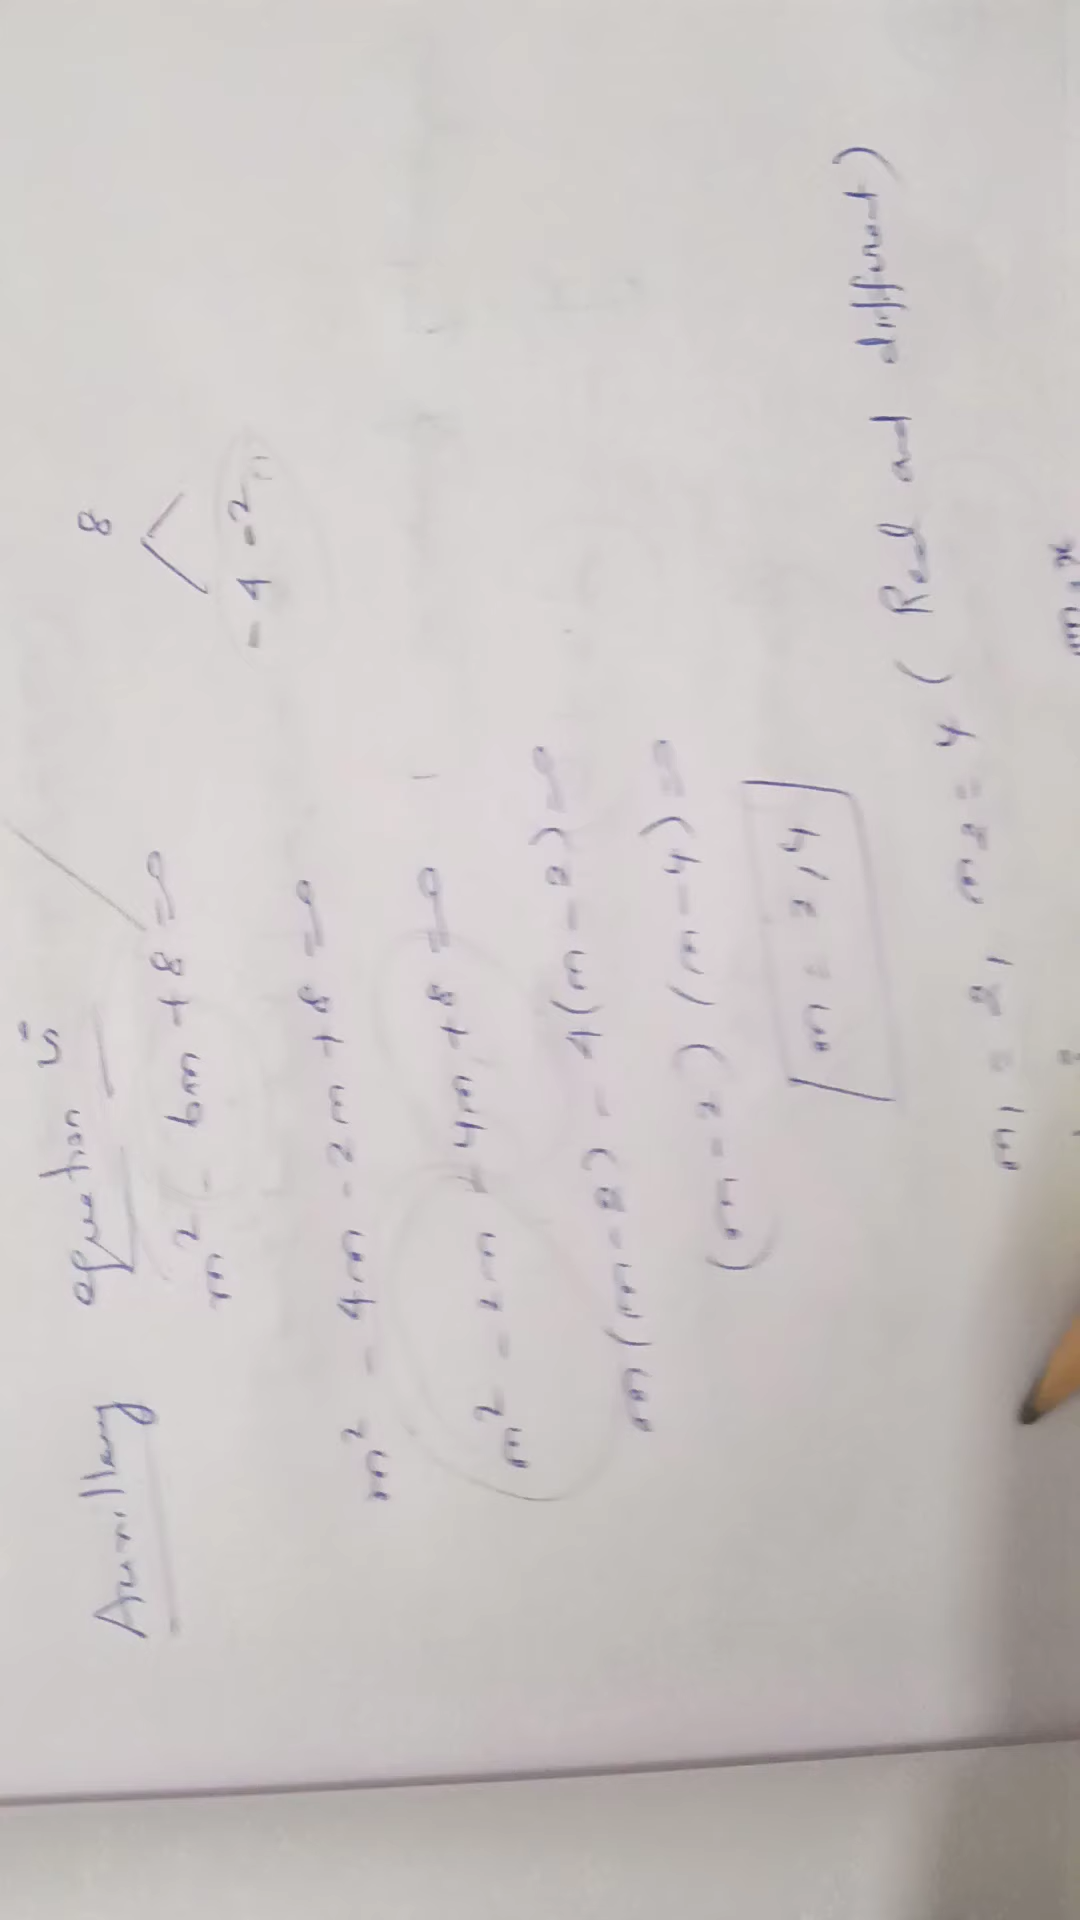 Auxillary equation is
m² - 6m + 8 = 0
8
- 4 - 2
m² - 4m - 2m + 8 = 0
m² - 2m - 4m + 8 = 0
m(m-2) - 4(m-2) = 0
(m-2) (m-4) = 0
m = 2, 4
m1 = 2, m2 = 4 ( Real and different)